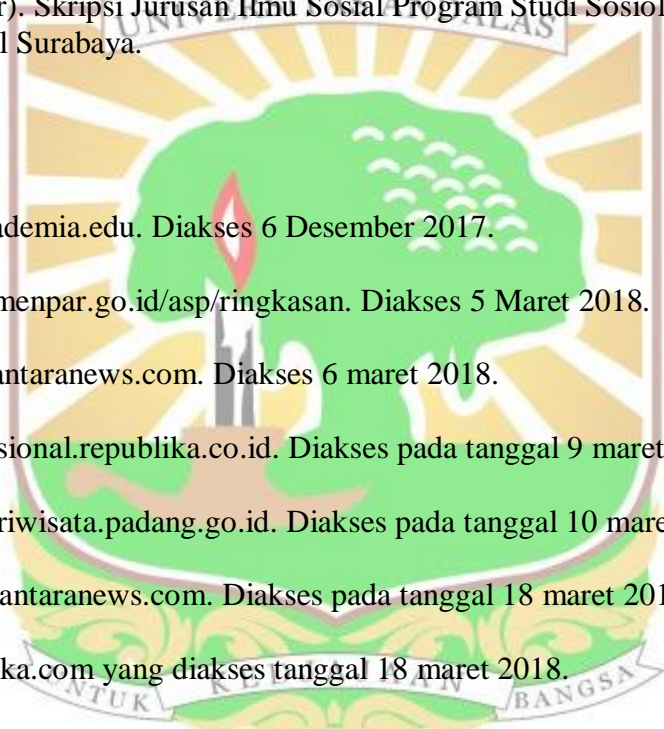 r). Skripsi Jurusan Ilmu Sosial Program Studi Sosiol
l Surabaya.
ademia.edu. Diakses 6 Desember 2017.
menpar.go.id/asp/ringkasan. Diakses 5 Maret 2018.
antaranews.com. Diakses 6 maret 2018.
sional.republika.co.id. Diakses pada tanggal 9 maret
riwisata.padang.go.id. Diakses pada tanggal 10 mare
antaranews.com. Diakses pada tanggal 18 maret 201
ka.com yang diakses tanggal 18 maret 2018.
UNTUK KEDJAJAAN BANGSA